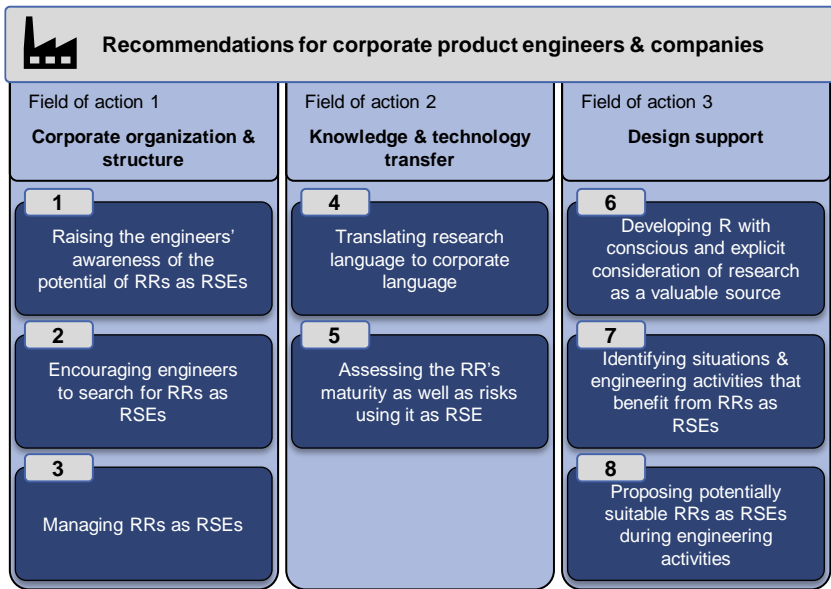 Recommendations for corporate product engineers & companies
Field of action 1
Corporate organization &
structure
1
Raising the engineers'
awareness of the
potential of RRs as RSEs
2
Encouraging engineers
to search for RRs as
RSEs
3
Managing RRs as RSEs
Field of action 2
Knowledge & technology
transfer
4
Translating research
language to corporate
language
5
Assessing the RR's
maturity as well as risks
using it as RSE
Field of action 3
Design support
6
Developing R with
conscious and explicit
consideration of research
as a valuable source
7
Identifying situations &
engineering activities that
benefit from RRs as
RSEs
8
Proposing potentially
suitable RRs as RSEs
during engineering
activities